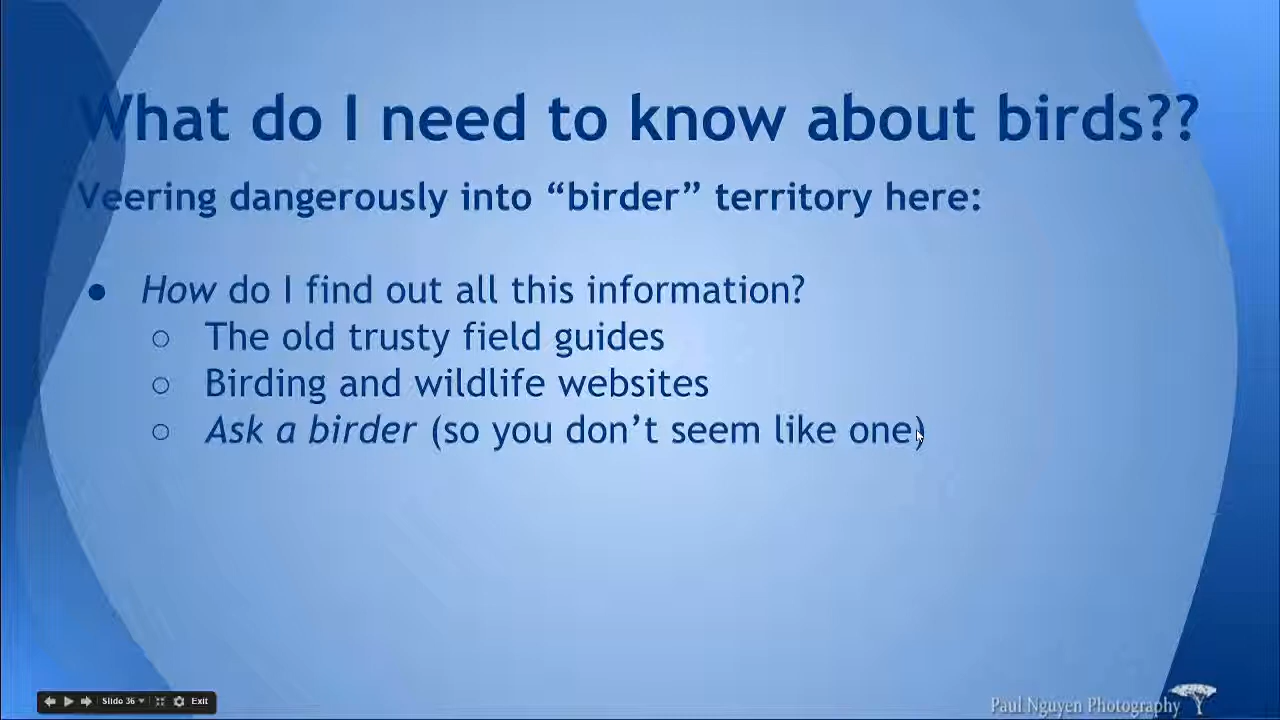 What do I need to know about birds??
Veering dangerously into “birder” territory here:
● How do I find out all this information?
○ The old trusty field guides
○ Birding and wildlife websites
○ Ask a birder (so you don’t seem like one)
Slide 36 Exit
Paul Nguyen Photography